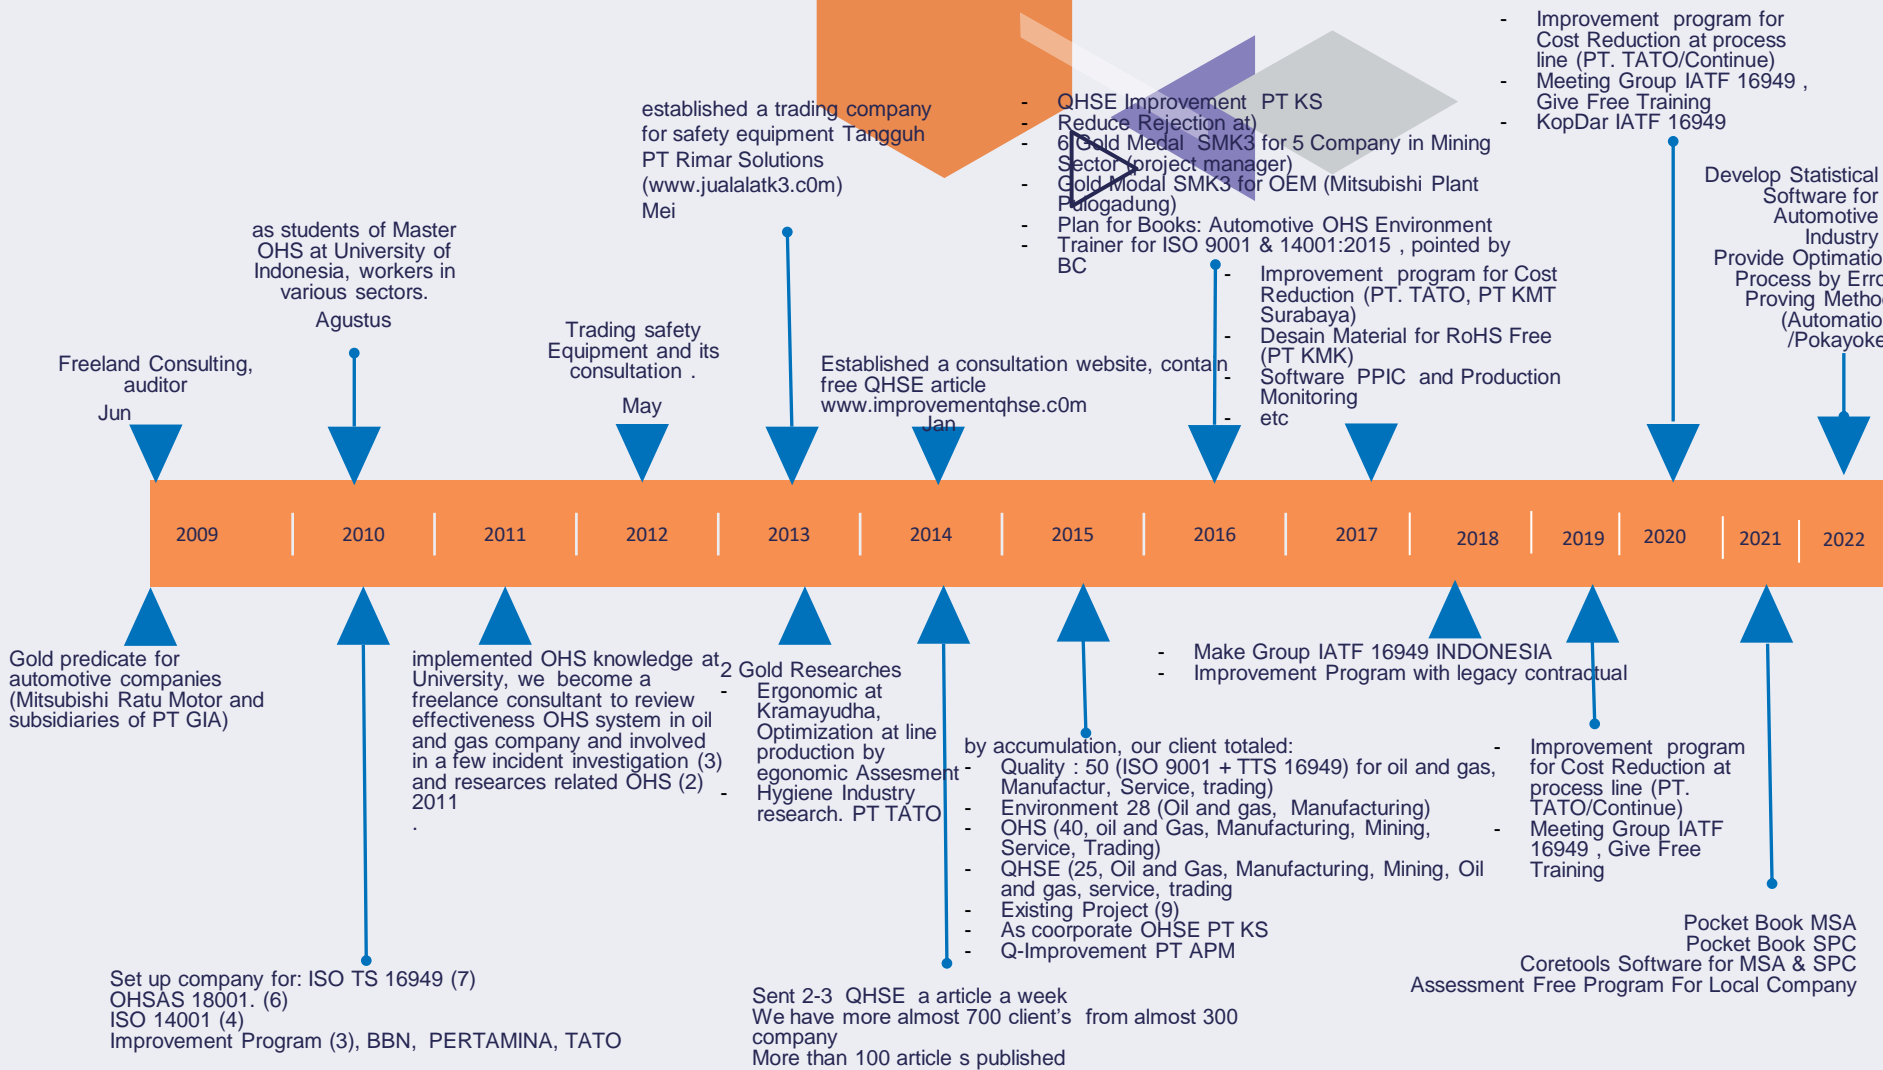 Freeland Consulting,
auditor
Jun
as students of Master
OHS at University of
Indonesia, workers in
various sectors.
Agustus
Trading safety
Equipment and its
consultation .
May
established a trading company
for safety equipment Tangguh
PT Rimar Solutions
(www.jualalatk3.c0m)
Mei
Established a consultation website, contain
free QHSE article
www.improvementqhse.c0m
Jan
- QHSE Improvement PT KS
- Reduce Rejection at)
- 6 Gold Medal SMK3 for 5 Company in Mining
Sector (project manager)
- Gold Modal SMK3 for OEM (Mitsubishi Plant
Pulogadung)
- Plan for Books: Automotive OHS Environment
- Trainer for ISO 9001 & 14001:2015 , pointed by
BC
- Improvement program for Cost
Reduction (PT. TATO, PT KMT
Surabaya)
- Desain Material for RoHS Free
(PT KMK)
- Software PPIC and Production
Monitoring
- etc
- Improvement program for
Cost Reduction at process
line (PT. TATO/Continue)
- Meeting Group IATF 16949 ,
Give Free Training
- KopDar IATF 16949
Develop Statistical
Software for
Automotive
Industry
Provide Optimatio
Process by Erro
Proving Metho
(Automatio
/Pokayoke
2009 2010 2011 2012 2013 2014 2015 2016 2017 2018 2019 2020 2021 2022
Gold predicate for
automotive companies
(Mitsubishi Ratu Motor and
subsidiaries of PT GIA)
Set up company for: ISO TS 16949 (7)
OHSAS 18001. (6)
ISO 14001 (4)
Improvement Program (3), BBN, PERTAMINA, TATO
implemented OHS knowledge at
University, we become a
freelance consultant to review
effectiveness OHS system in oil
and gas company and involved
in a few incident investigation (3)
and researces related OHS (2)
2011
.
2 Gold Researches
- Ergonomic at
Kramayudha,
Optimization at line
production by
egonomic Assesment
- Hygiene Industry
research. PT TATO
Sent 2-3 QHSE a article a week
We have more almost 700 client's from almost 300
company
More than 100 article s published
by accumulation, our client totaled:
- Quality : 50 (ISO 9001 + TTS 16949) for oil and gas,
Manufactur, Service, trading)
- Environment 28 (Oil and gas, Manufacturing)
- OHS (40, oil and Gas, Manufacturing, Mining,
Service, Trading)
- QHSE (25, Oil and Gas, Manufacturing, Mining, Oil
and gas, service, trading
- Existing Project (9)
- As coorporate OHSE PT KS
- Q-Improvement PT APM
- Make Group IATF 16949 INDONESIA
- Improvement Program with legacy contractual
- Improvement program
for Cost Reduction at
process line (PT.
TATO/Continue)
- Meeting Group IATF
16949 , Give Free
Training
Pocket Book MSA
Pocket Book SPC
Coretools Software for MSA & SPC
Assessment Free Program For Local Company